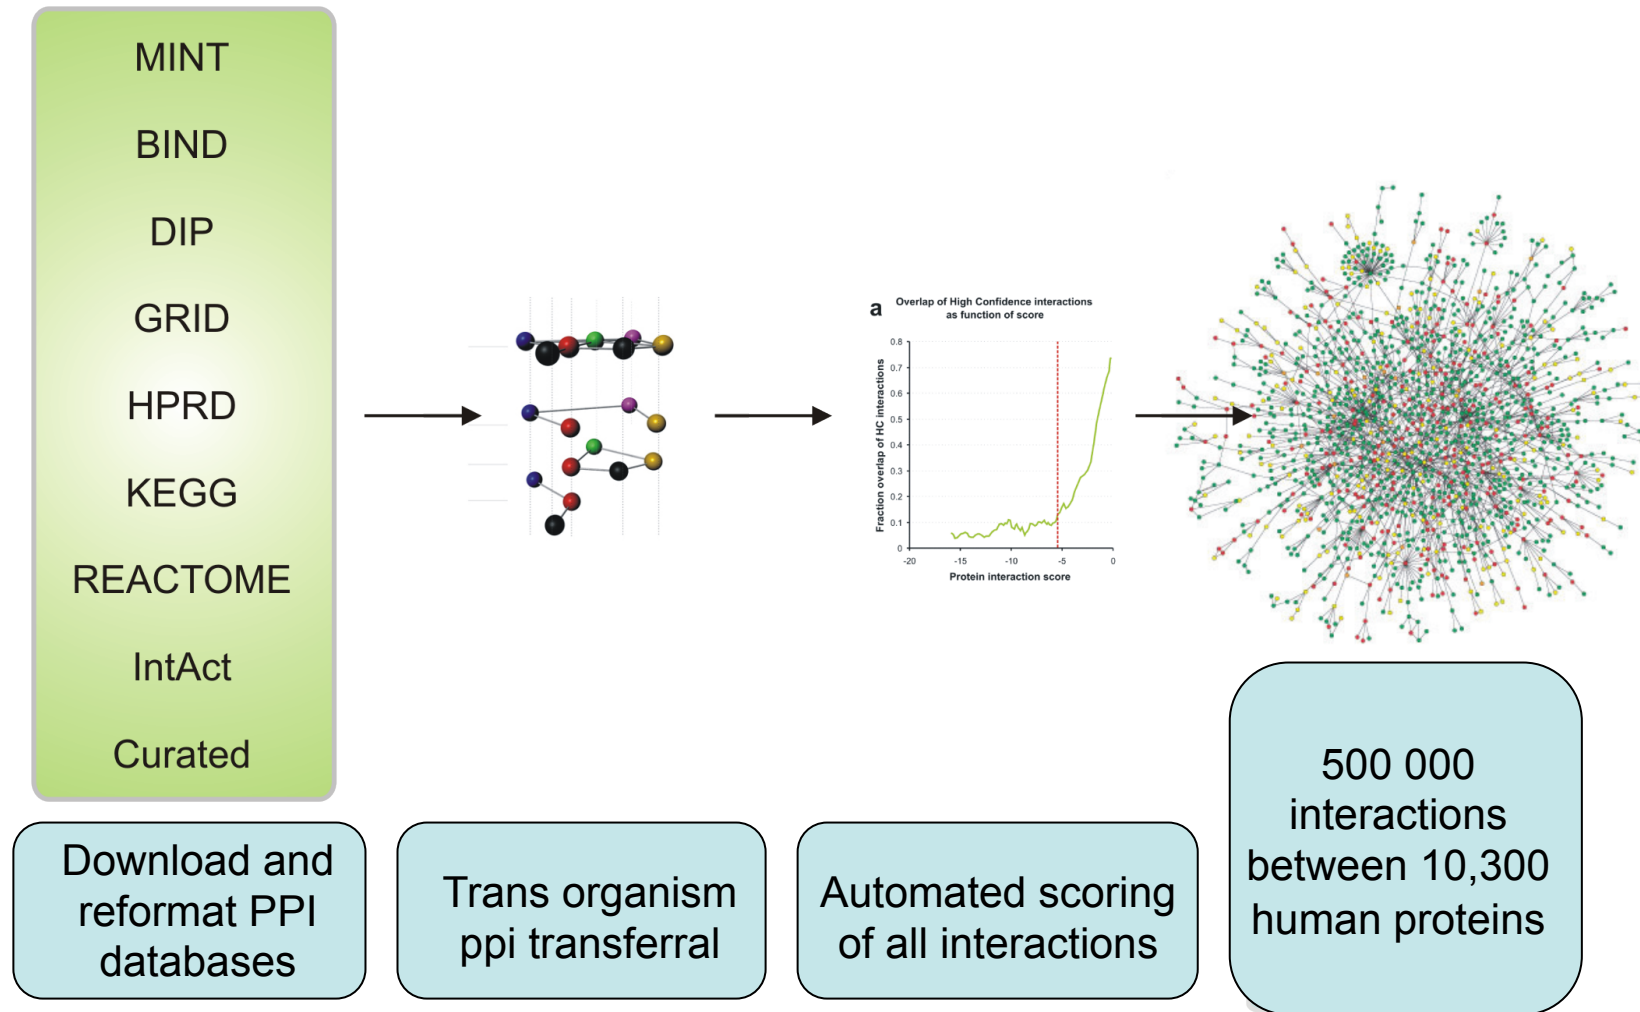 MINT
BIND
DIP
GRID
HPRD
KEGG
REACTOME
IntAct
Curated
a
Overlap of High Confidence interactions
as function of score
Fraction overlap of HC interactions
0.8
0.7
0.6
0.5
0.4
0.3
0.2
0.1
0
-20
-15
-10
-5
0
Protein interaction score
Download and
reformat PPI
databases
Trans organism
ppi transferral
Automated scoring
of all interactions
500 000
interactions
between 10,300
human proteins